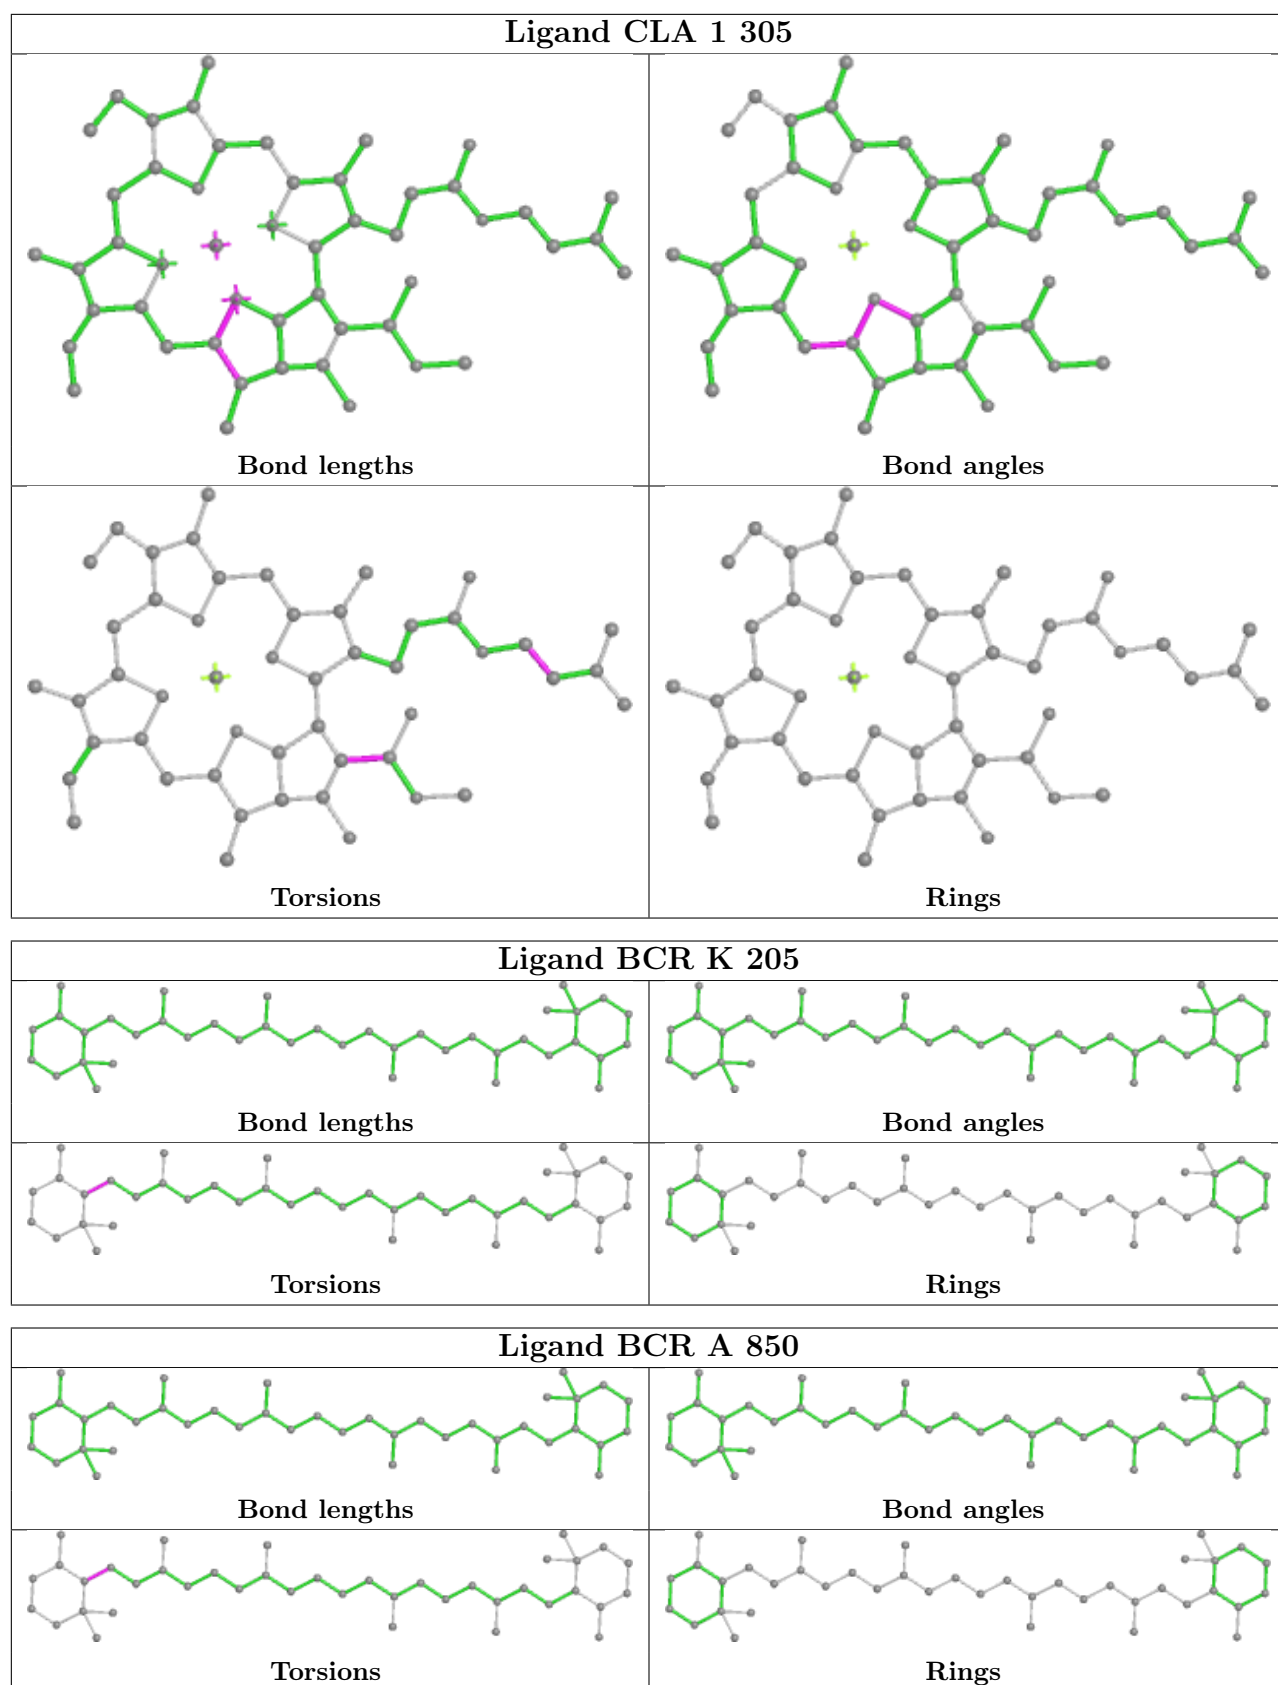 Ligand CLA 1 305
Bond lengths
Bond angles
Torsions
Rings
Ligand BCR K 205
Bond lengths
Bond angles
Torsions
Rings
Ligand BCR A 850
Bond lengths
Bond angles
Torsions
Rings